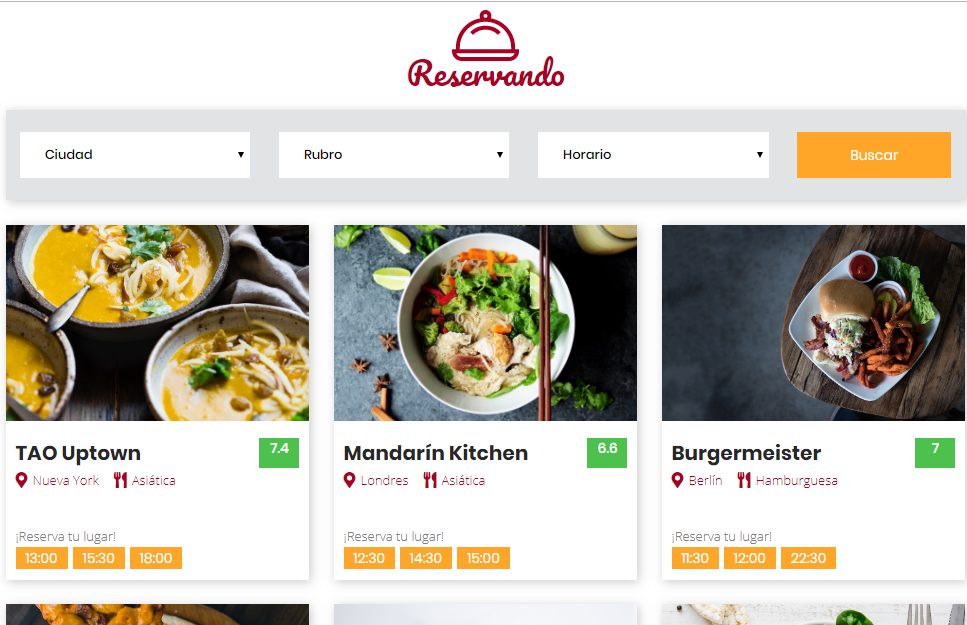 Reservando
Ciudad
Rubro
Horario
Buscar
TAO Uptown
7.4
Nueva York
Asiática
¡Reserva tu lugar!
13:00 15:30 18:00
Mandarín Kitchen
6.6
Londres
Asiática
¡Reserva tu lugar!
12:30 14:30 15:00
Burgermeister
7
Berlín
Hamburguesa
¡Reserva tu lugar!
11:30 12:00 22:30